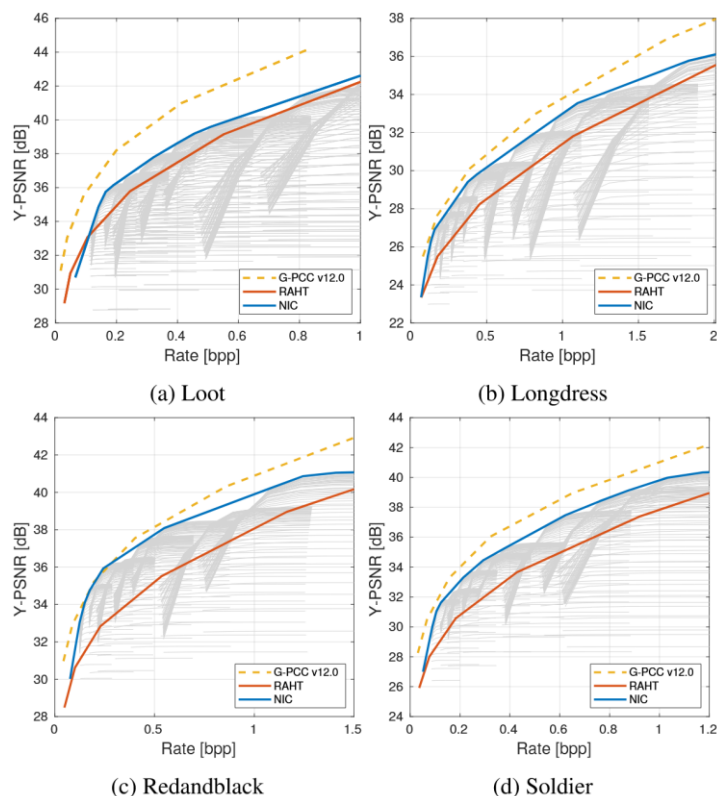 46
44
42
40
38
36
34
32
30
28
Y-PSNR [dB]
0 0.2 0.4 0.6 0.8 1
Rate [bpp]
G-PCC v12.0
RAHT
NIC
(a) Loot
38
36
34
32
30
28
26
24
22
Y-PSNR [dB]
0 0.5 1 1.5 2
Rate [bpp]
G-PCC v12.0
RAHT
NIC
(b) Longdress
44
42
40
38
36
34
32
30
28
Y-PSNR [dB]
0 0.5 1 1.5
Rate [bpp]
G-PCC v12.0
RAHT
NIC
(c) Redandblack
44
42
40
38
36
34
32
30
28
26
24
Y-PSNR [dB]
0 0.2 0.4 0.6 0.8 1 1.2
Rate [bpp]
G-PCC v12.0
RAHT
NIC
(d) Soldier